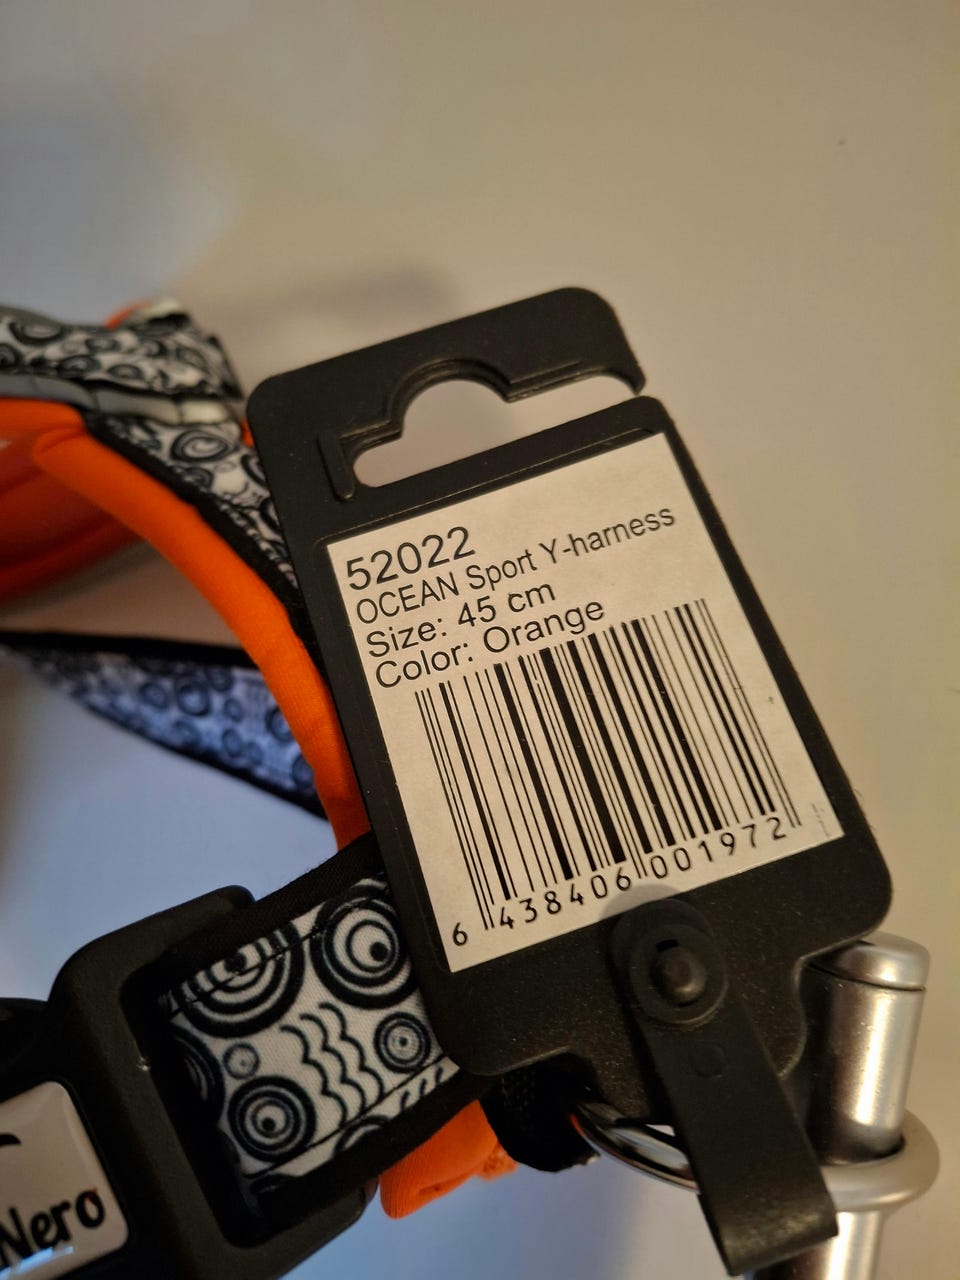 52022
OCEAN Sport Y-harness
Size: 45 cm
Color: Orange
6 438406 001972
Nero